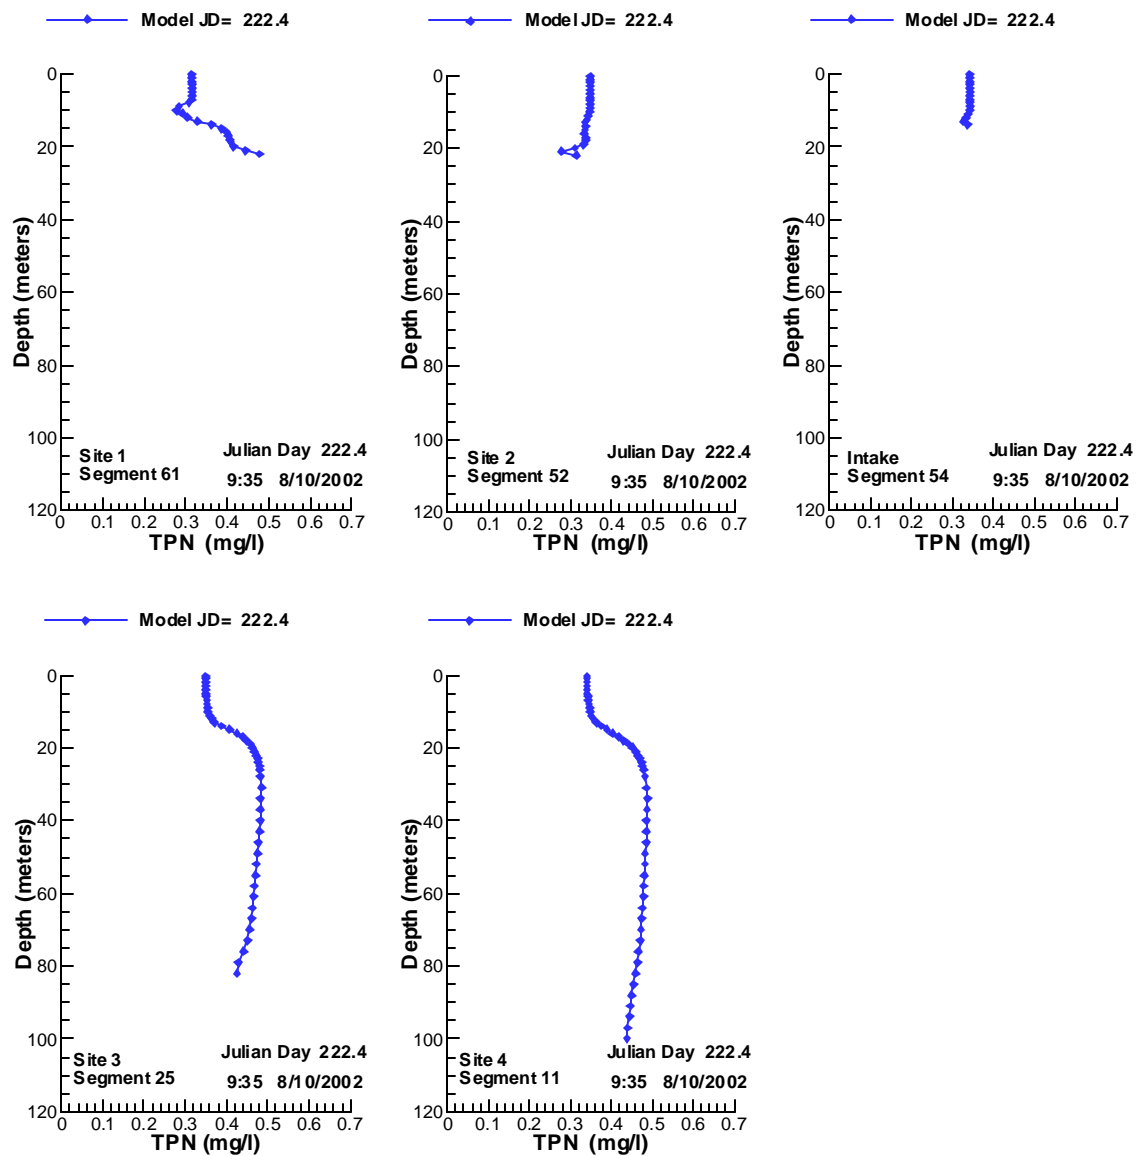 Model JD= 222.4
Model JD= 222.4
Model JD= 222.4
0
20
40
60
80
100
120
Depth (meters)
Site 1
Segment 61
Julian Day 222.4
9:35 8/10/2002
0 0.1 0.2 0.3 0.4 0.5 0.6 0.7
TPN (mg/l)
0
20
40
60
80
100
120
Depth (meters)
Site 2
Segment 52
Julian Day 222.4
9:35 8/10/2002
0 0.1 0.2 0.3 0.4 0.5 0.6 0.7
TPN (mg/l)
0
20
40
60
80
100
120
Depth (meters)
Intake
Segment 54
Julian Day 222.4
9:35 8/10/2002
0 0.1 0.2 0.3 0.4 0.5 0.6 0.7
TPN (mg/l)
Model JD= 222.4
Model JD= 222.4
0
20
40
60
80
100
120
Depth (meters)
Site 3
Segment 25
Julian Day 222.4
9:35 8/10/2002
0 0.1 0.2 0.3 0.4 0.5 0.6 0.7
TPN (mg/l)
0
20
40
60
80
100
120
Depth (meters)
Site 4
Segment 11
Julian Day 222.4
9:35 8/10/2002
0 0.1 0.2 0.3 0.4 0.5 0.6 0.7
TPN (mg/l)